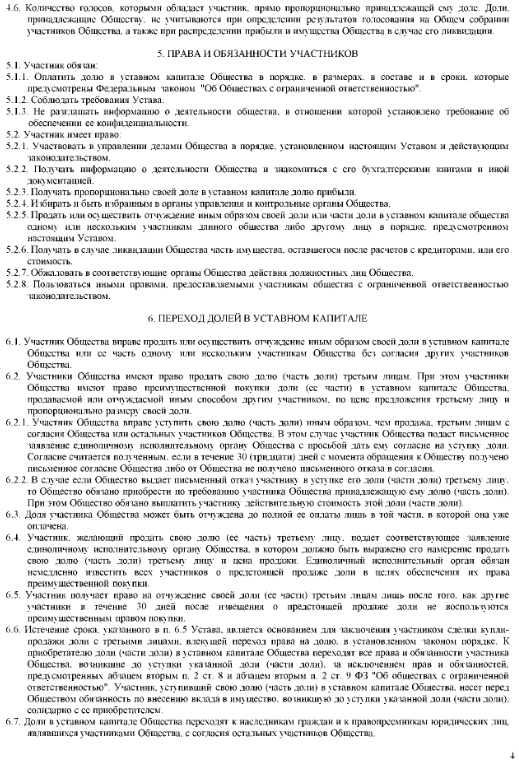 4.6. Количество голосов, которыми обладает участник, прямо пропорционально принадлежащей ему доле. Доли,
принадлежащие Обществу, не учитываются при определении результатов голосования на Общем собрании
участников Общества, а также при распределении прибыли и имущества Общества в случае его ликвидации.
5. ПРАВА И ОБЯЗАННОСТИ УЧАСТНИКОВ
5.1. Участник обязан:
5.1.1. Оплатить долю в уставном капитале Общества в порядке, в размерах, в составе и в сроки, которые
предусмотрены Федеральным законом "Об Обществах с ограниченной ответственностью".
5.1.2. Соблюдать требования Устава.
5.1.3. Не разглашать информацию о деятельности общества, в отношении которой установлено требование об
обеспечении ее конфиденциальности.
5.2. Участник имеет право:
5.2.1. Участвовать в управлении делами Общества в порядке, установленном настоящим Уставом и действующим
законодательством.
5.2.2. Получать информацию о деятельности Общества и знакомиться с его бухгалтерскими книгами и иной
документацией.
5.2.3. Получать пропорционально своей доле в уставном капитале долю прибыли.
5.2.4. Избирать и быть избранным в органы управления и контрольные органы Общества.
5.2.5. Продать или осуществить отчуждение иным образом своей доли или части доли в уставном капитале общества
одному или нескольким участникам данного общества либо другому лицу в порядке, предусмотренном
настоящим Уставом.
5.2.6. Получить в случае ликвидации Общества часть имущества, оставшегося после расчетов с кредиторами, или его
стоимость.
5.2.7. Обжаловать в соответствующие органы Общества действия должностных лиц Общества.
5.2.8. Пользоваться иными правами, предоставляемыми участникам общества с ограниченной ответственностью
законодательством.
6. ПЕРЕХОД ДОЛЕЙ В УСТАВНОМ КАПИТАЛЕ
6.1. Участник Общества вправе продать или осуществить отчуждение иным образом своей доли в уставном капитале
Общества или ее часть одному или нескольким участникам Общества без согласия других участников
Общества.
6.2. Участники Общества имеют право продать свою долю (часть доли) третьим лицам. При этом участники
Общества имеют право преимущественной покупки доли (ее части) в уставном капитале Общества,
продаваемой или отчуждаемой иным способом другим участником, по цене предложения третьему лицу и
пропорционально размеру своей доли.
6.2.1. Участник Общества вправе уступить свою долю (часть доли) иным образом, чем продажа, третьим лицам с
согласия Общества или остальных участников Общества. В этом случае участник Общества подает письменное
заявление единоличному исполнительному органу Общества с просьбой дать ему согласие на уступку доли.
Согласие считается полученным, если в течение 30 (тридцати) дней с момента обращения к Обществу получено
письменное согласие Общества либо от Общества не получено письменного отказа в согласии.
6.2.2. В случае если Общество выдает письменный отказ участнику в уступке его доли (части доли) третьему лицу,
то Общество обязано приобрести по требованию участника Общества принадлежащую ему долю (часть доли).
При этом Общество обязано выплатить участнику действительную стоимость этой доли (части доли).
6.3. Доля участника Общества может быть отчуждена до полной ее оплаты лишь в той части, в которой она уже
оплачена.
6.4. Участник, желающий продать свою долю (ее часть) третьему лицу, подает соответствующее заявление
единоличному исполнительному органу Общества, в котором должно быть выражено его намерение продать
свою долю (часть доли) третьему лицу и цена продажи. Единоличный исполнительный орган обязан
немедленно известить всех участников о предстоящей продаже доли в целях обеспечения их права
преимущественной покупки.
6.5. Участник получает право на отчуждение своей доли (ее части) третьим лицам лишь после того, как другие
участники в течение 30 дней после извещения о предстоящей продаже доли не воспользуются
преимущественным правом покупки.
6.6. Истечение срока, указанного в п. 6.5 Устава, является основанием для заключения участником сделки купли-
продажи доли с третьими лицами, влекущей переход права на долю, в установленном законом порядке. К
приобретателю доли (части доли) в уставном капитале Общества переходят все права и обязанности участника
Общества, возникшие до уступки указанной доли (части доли), за исключением прав и обязанностей,
предусмотренных абзацем вторым п. 2 ст. 8 и абзацем вторым п. 2 ст. 9 ФЗ "Об обществах с ограниченной
ответственностью". Участник, уступивший свою долю (часть доли) в уставном капитале Общества, несет перед
Обществом обязанность по внесению вклада в имущество, возникшую до уступки указанной доли (части доли),
солидарно с ее приобретателем.
6.7. Доли в уставном капитале Общества переходят к наследникам граждан и к правопреемникам юридических лиц,
являвшихся участниками Общества, с согласия остальных участников Общества.
4